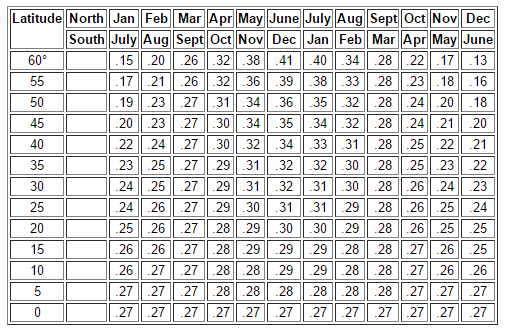 Latitude North Jan Feb Mar Apr May June July Aug Sept Oct Nov Dec
South July Aug Sept Oct Nov Dec Jan Feb Mar Apr May June
60° .15 .20 .26 .32 .38 .41 .40 .34 .28 .22 .17 .13
55 .17 .21 .26 .32 .36 .39 .38 .33 .28 .23 .18 .16
50 .19 .23 .27 .31 .34 .36 .35 .32 .28 .24 .20 .18
45 .20 .23 .27 .30 .34 .35 .34 .32 .28 .24 .21 .20
40 .22 .24 .27 .30 .32 .34 .33 .31 .28 .25 .22 .21
35 .23 .25 .27 .29 .31 .32 .32 .30 .28 .25 .23 .22
30 .24 .25 .27 .29 .31 .32 .31 .30 .28 .26 .24 .23
25 .24 .26 .27 .29 .30 .31 .31 .29 .28 .26 .25 .24
20 .25 .26 .27 .28 .29 .30 .30 .29 .28 .26 .25 .25
15 .26 .26 .27 .28 .29 .29 .29 .28 .28 .27 .26 .25
10 .26 .27 .27 .28 .28 .29 .29 .28 .28 .27 .26 .26
5 .27 .27 .27 .28 .28 .28 .28 .28 .28 .27 .27 .27
0 .27 .27 .27 .27 .27 .27 .27 .27 .27 .27 .27 .27